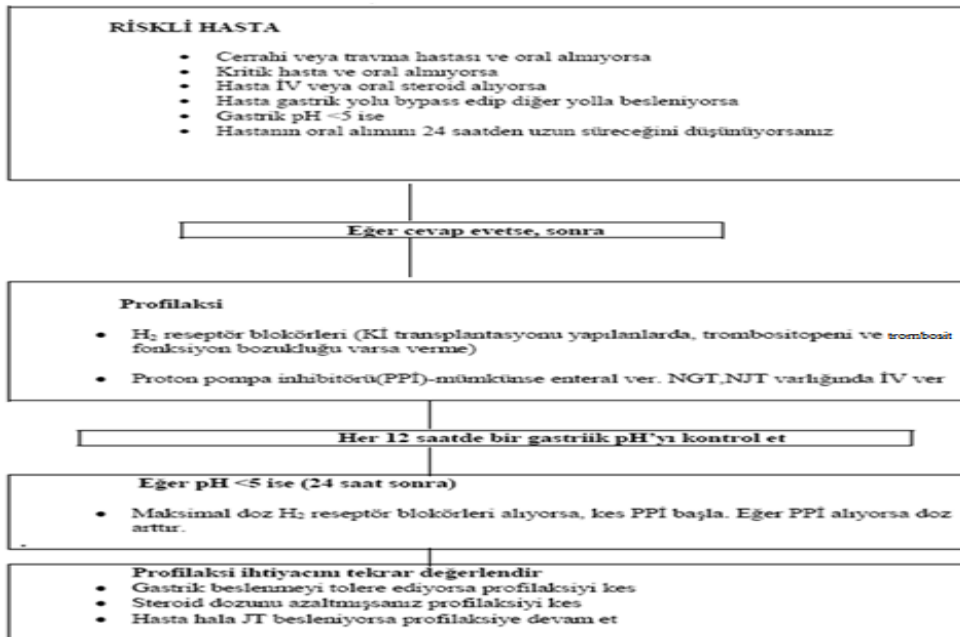 RİSKLİ HASTA
• Cerrahi veya travma hastası ve oral almıyorsa
• Kritik hasta ve oral almıyorsa
• Hasta İV veya oral steroid alıyorsa
• Hasta gastrik yolu bypass edip diğer yolla besleniyorsa
• Gastrik pH <5 ise
• Hastanın oral alımını 24 saatden uzun süreceğini düşünüyorsanız
Eğer cevap evetse, sonra
Profilaksi
• H₂ reseptör blokörleri (Kİ transplantasyonu yapılanlarda, trombositopeni ve trombosit
fonksiyon bozukluğu varsa verme)
• Proton pompa inhibitörü(PPİ)-mümkünse enteral ver. NGT,NJT varlığında İV ver
Her 12 saatde bir gastriik pH'yı kontrol et
Eğer pH <5 ise (24 saat sonra)
• Maksimal doz H₂ reseptör blokörleri alıyorsa, kes PPİ başla. Eğer PPİ alıyorsa doz
arttır.
Profilaksi ihtiyacını tekrar değerlendir
• Gastrik beslenmeyi tolere ediyorsa profilaksiyi kes
• Steroid dozunu azaltmışsanız profilaksiyi kes
• Hasta hala JT besleniyorsa profilaksiye devam et